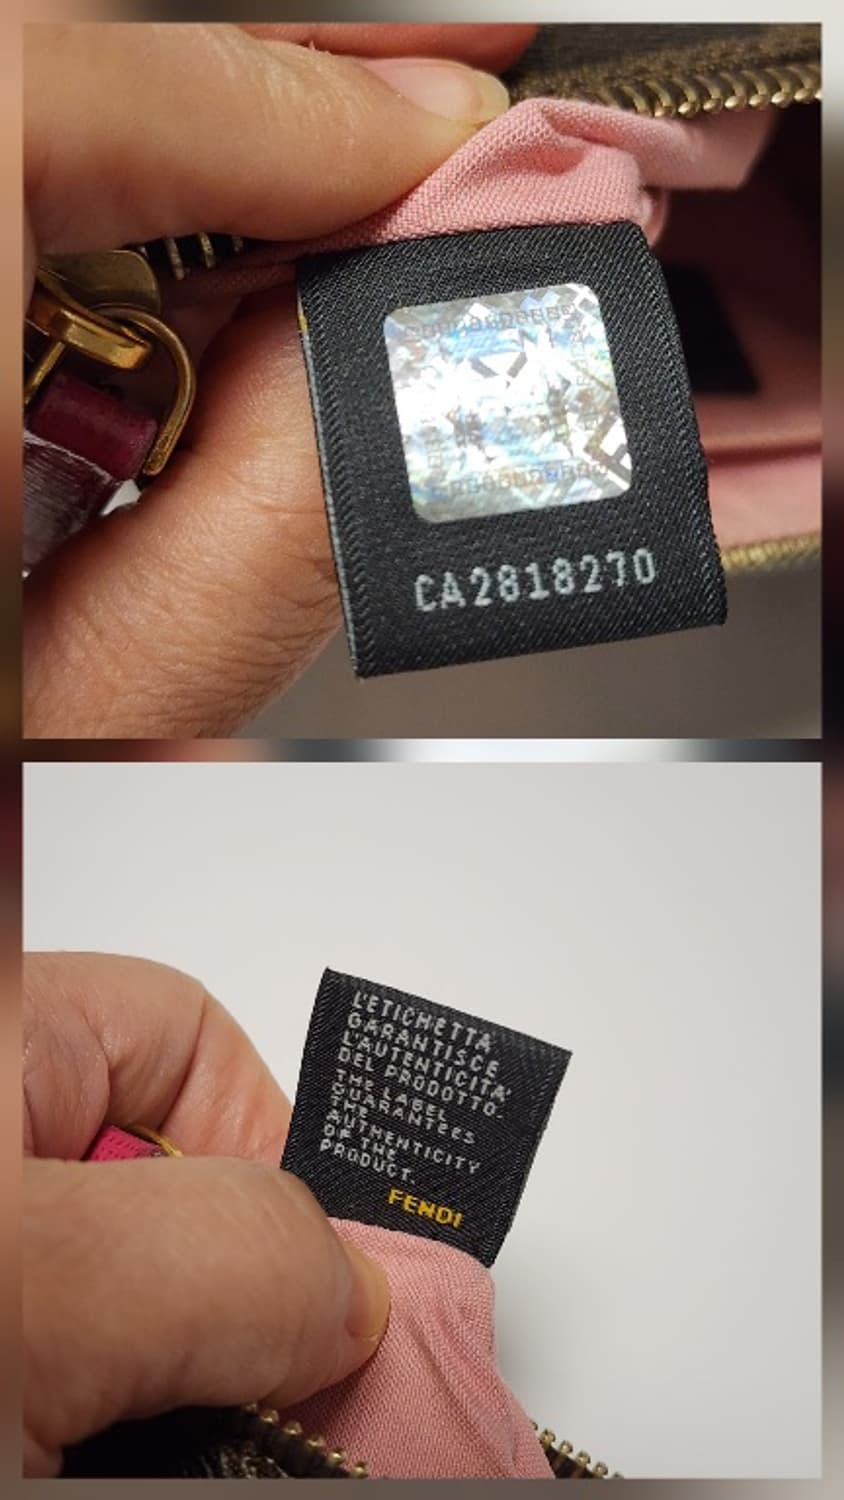 CA2818270
L'ETICHETTA
GARANTISCE
L'AUTENTICITA'
DEL PRODOTTO.
THE LABEL
GUARANTEES
THE
AUTHENTICITY
OF THE
PRODUCT.
FENDI